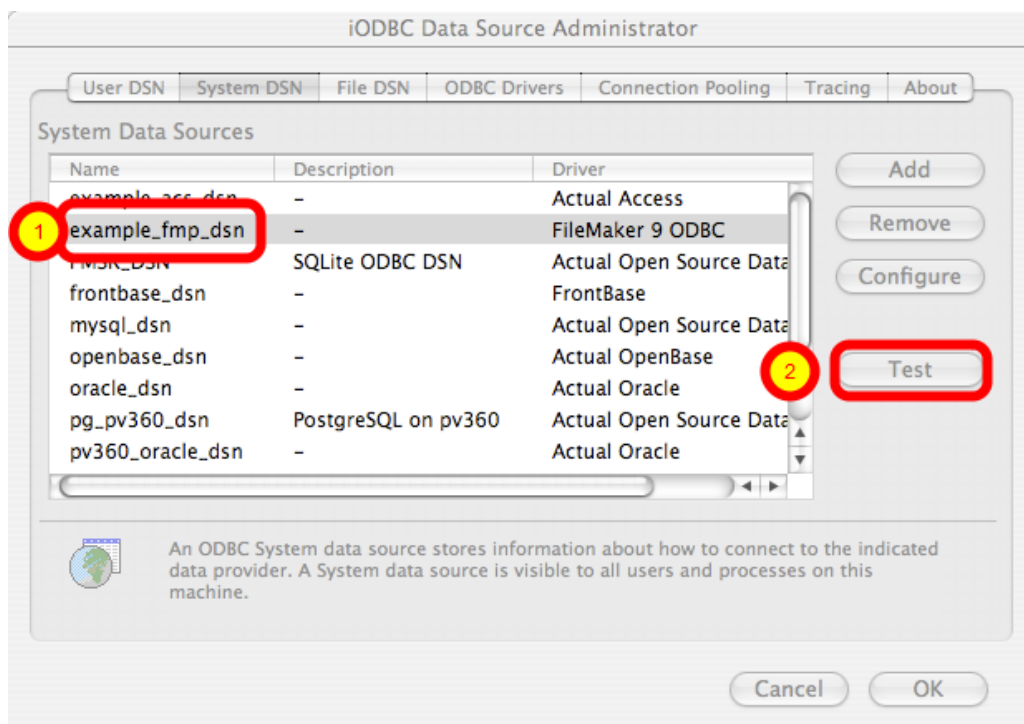 iODBC Data Source Administrator
User DSN System DSN File DSN ODBC Drivers Connection Pooling Tracing About
System Data Sources
Name Description Driver
Add
example_acs_dsn – Actual Access
1 example_fmp_dsn – FileMaker 9 ODBC
Remove
FMSR_DSN SQLite ODBC DSN Actual Open Source Data
Configure
frontbase_dsn – FrontBase
mysql_dsn – Actual Open Source Data
openbase_dsn – Actual OpenBase
2 Test
oracle_dsn – Actual Oracle
pg_pv360_dsn PostgreSQL on pv360 Actual Open Source Data
pv360_oracle_dsn – Actual Oracle
An ODBC System data source stores information about how to connect to the indicated
data provider. A System data source is visible to all users and processes on this
machine.
Cancel OK